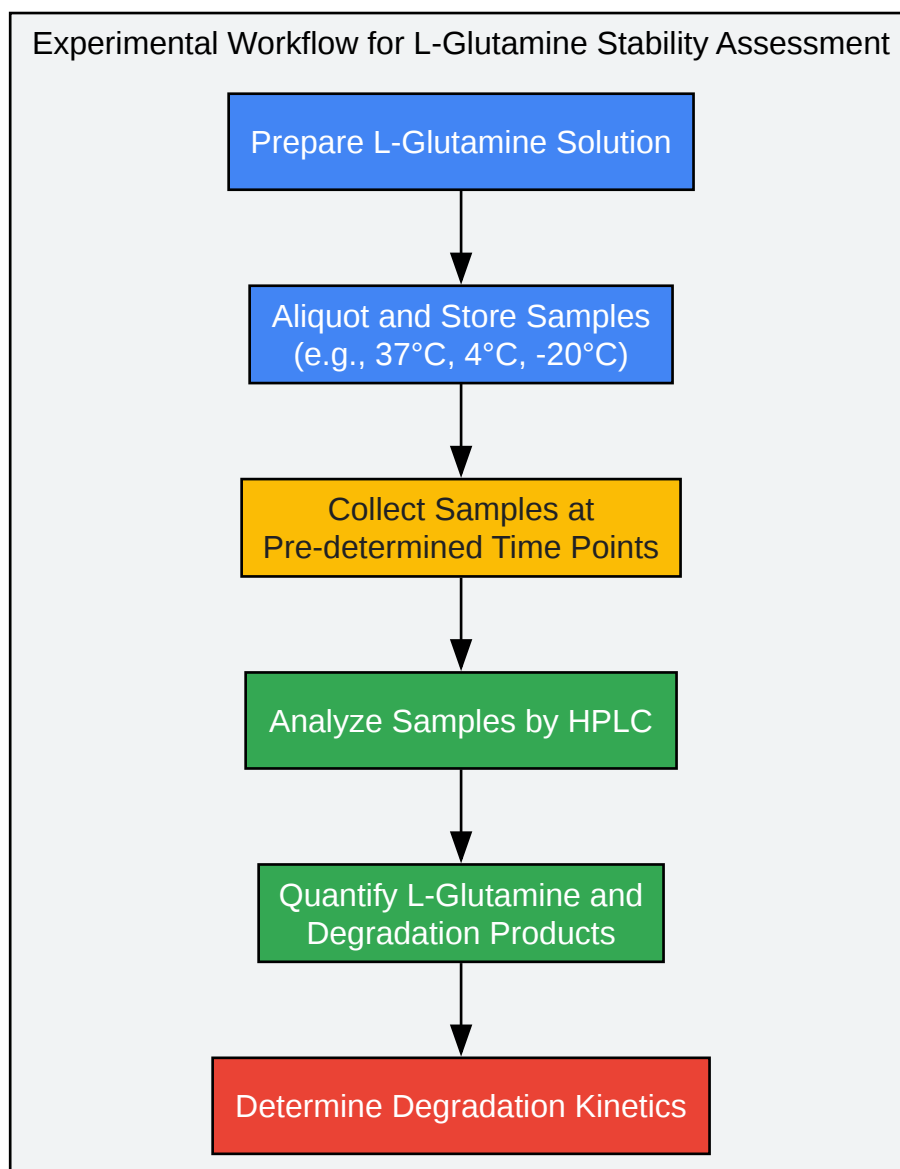 Experimental Workflow for L-Glutamine Stability Assessment
Prepare L-Glutamine Solution
Aliquot and Store Samples
(e.g., 37°C, 4°C, -20°C)
Collect Samples at
Pre-determined Time Points
Analyze Samples by HPLC
Quantify L-Glutamine and
Degradation Products
Determine Degradation Kinetics